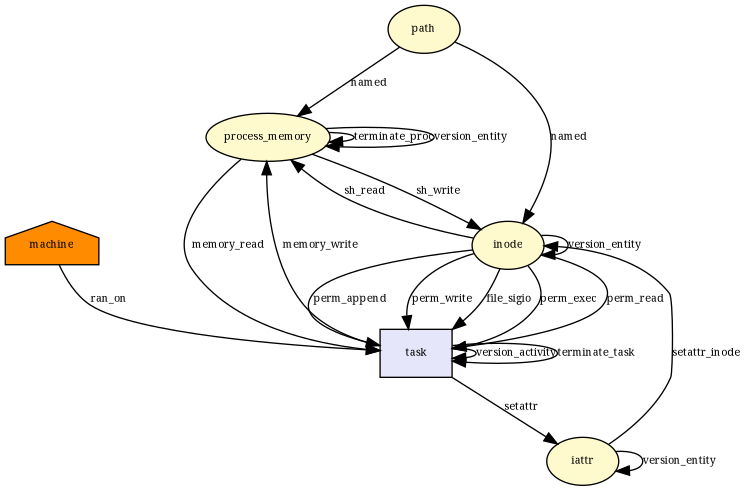 path
named
process_memory
terminate_proc
version_entity
named
sh_read
sh_write
machine
memory_read
memory_write
inode
version_entity
ran_on
perm_append
perm_write
file_sigio
perm_exec
perm_read
task
version_activity
terminate_task
setattr_inode
setattr
iattr
version_entity